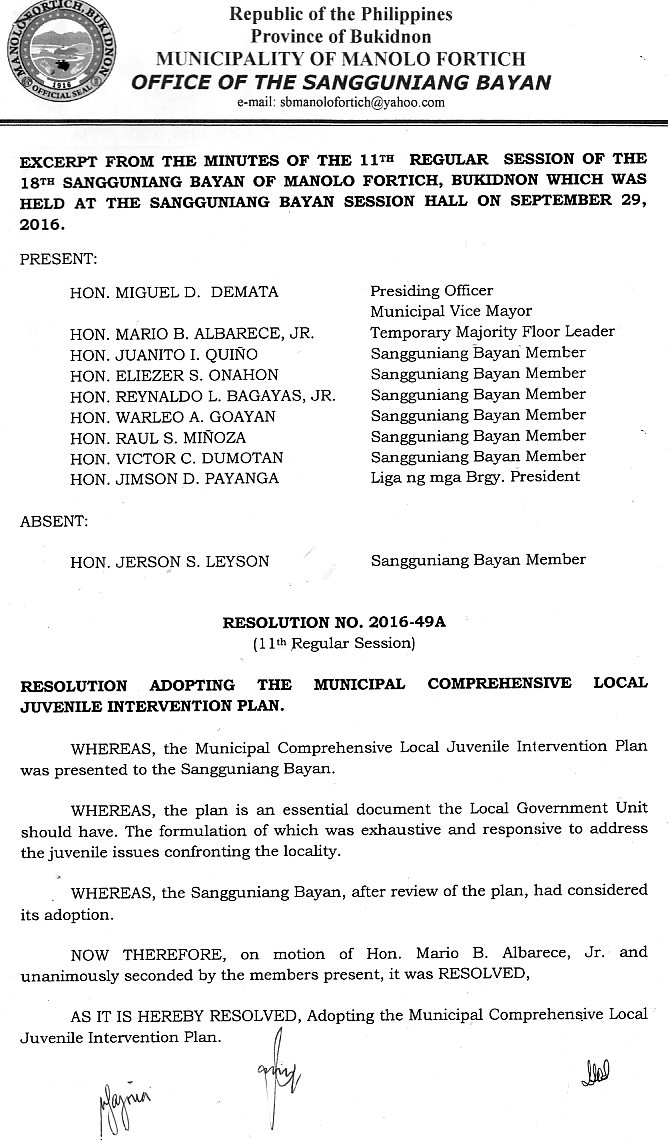 MANOLO FORTICH, BUKIDNON
1916
OFFICIAL SEAL
Republic of the Philippines
Province of Bukidnon
MUNICIPALITY OF MANOLO FORTICH
OFFICE OF THE SANGGUNIANG BAYAN
e-mail: sbmanolofortich@yahoo.com
EXCERPT FROM THE MINUTES OF THE 11TH REGULAR SESSION OF THE
18TH SANGGUNIANG BAYAN OF MANOLO FORTICH, BUKIDNON WHICH WAS
HELD AT THE SANGGUNIANG BAYAN SESSION HALL ON SEPTEMBER 29,
2016.
PRESENT:
HON. MIGUEL D. DEMATA Presiding Officer
Municipal Vice Mayor
HON. MARIO B. ALBARECE, JR. Temporary Majority Floor Leader
HON. JUANITO I. QUIÑO Sangguniang Bayan Member
HON. ELIEZER S. ONAHON Sangguniang Bayan Member
HON. REYNALDO L. BAGAYAS, JR. Sangguniang Bayan Member
HON. WARLEO A. GOAYAN Sangguniang Bayan Member
HON. RAUL S. MIÑOZA Sangguniang Bayan Member
HON. VICTOR C. DUMOTAN Sangguniang Bayan Member
HON. JIMSON D. PAYANGA Liga ng mga Brgy. President
ABSENT:
HON. JERSON S. LEYSON Sangguniang Bayan Member
RESOLUTION NO. 2016-49A
(11th Regular Session)
RESOLUTION ADOPTING THE MUNICIPAL COMPREHENSIVE LOCAL
JUVENILE INTERVENTION PLAN.
WHEREAS, the Municipal Comprehensive Local Juvenile Intervention Plan
was presented to the Sangguniang Bayan.
WHEREAS, the plan is an essential document the Local Government Unit
should have. The formulation of which was exhaustive and responsive to address
the juvenile issues confronting the locality.
WHEREAS, the Sangguniang Bayan, after review of the plan, had considered
its adoption.
NOW THEREFORE, on motion of Hon. Mario B. Albarece, Jr. and
unanimously seconded by the members present, it was RESOLVED,
AS IT IS HEREBY RESOLVED, Adopting the Municipal Comprehensive Local
Juvenile Intervention Plan.